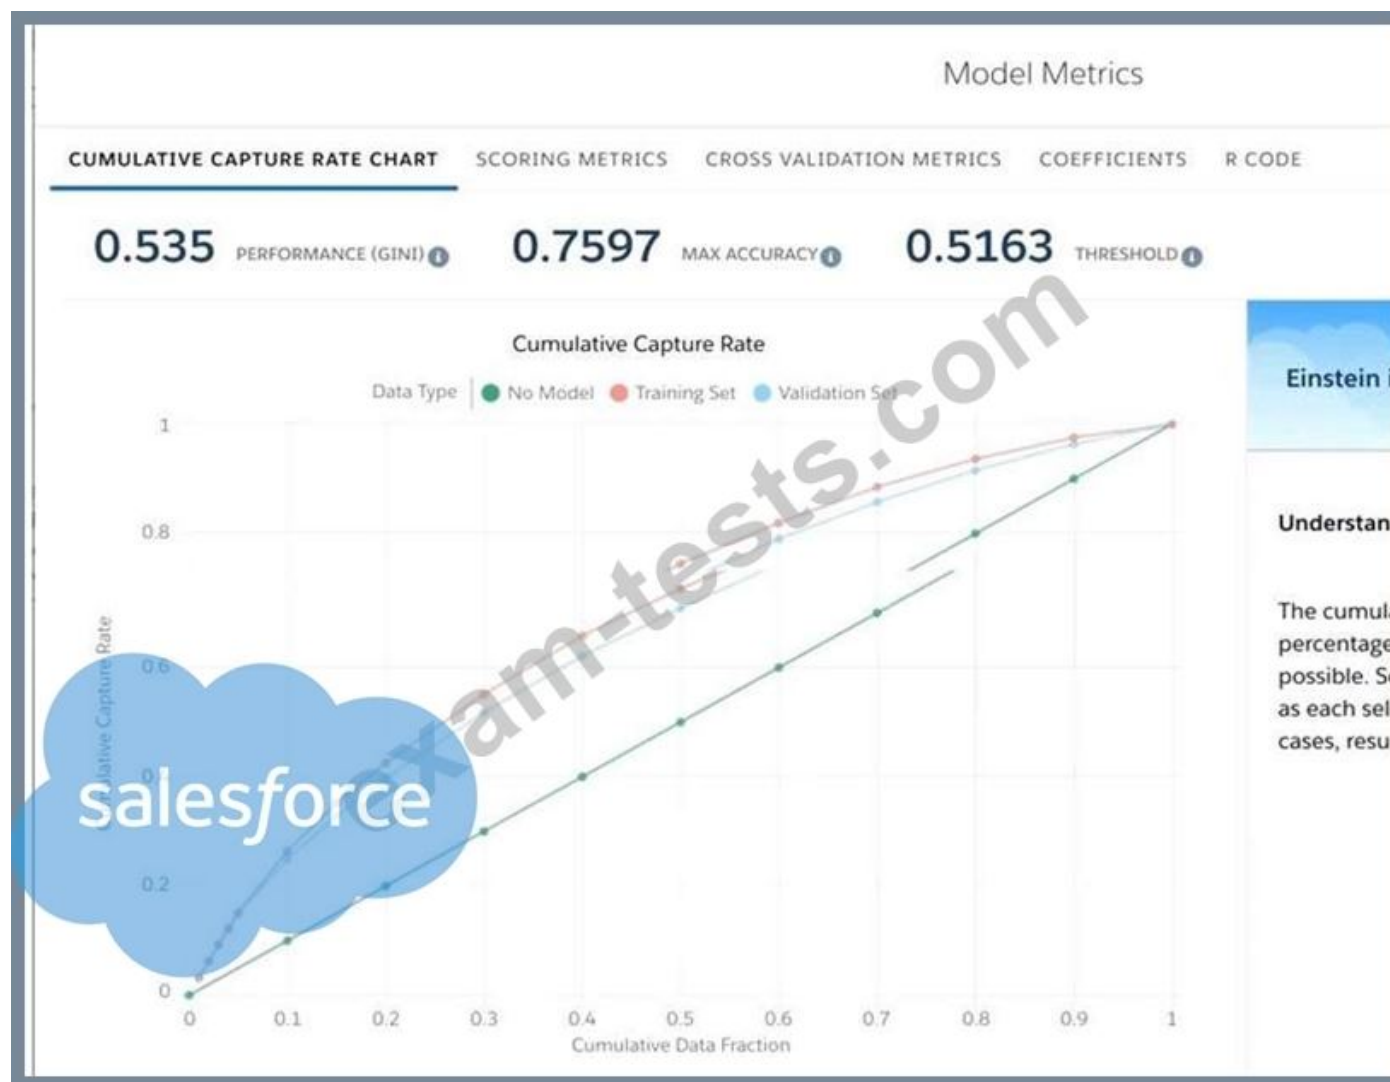 Model Metrics
CUMULATIVE CAPTURE RATE CHART SCORING METRICS CROSS VALIDATION METRICS COEFFICIENTS R CODE
0.535 PERFORMANCE (GINI) 0.7597 MAX ACCURACY 0.5163 THRESHOLD
Cumulative Capture Rate
Data Type No Model Training Set Validation Set
1
0.8
0.6
0.2
0
0 0.1 0.2 0.3 0.4 0.5 0.6 0.7 0.8 0.9 1
Cumulative Data Fraction
Cumulative Capture Rate
salesforce
exam-tests.com
Einstein i
Understan
The cumul
percentage
possible. S
as each sel
cases, resu